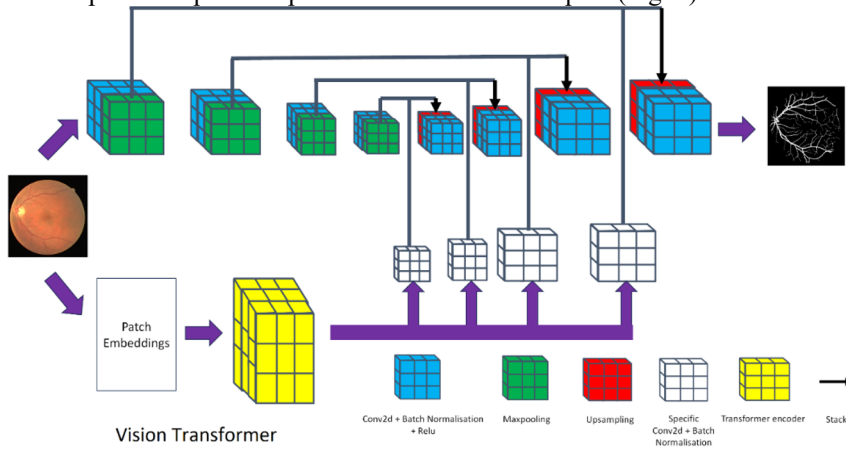 Patch
Embeddings
Vision Transformer
Conv2d + Batch Normalisation
+ Relu
Maxpooling
Upsampling
Specific
Conv2d + Batch
Normalisation
Transformer encoder
Stack